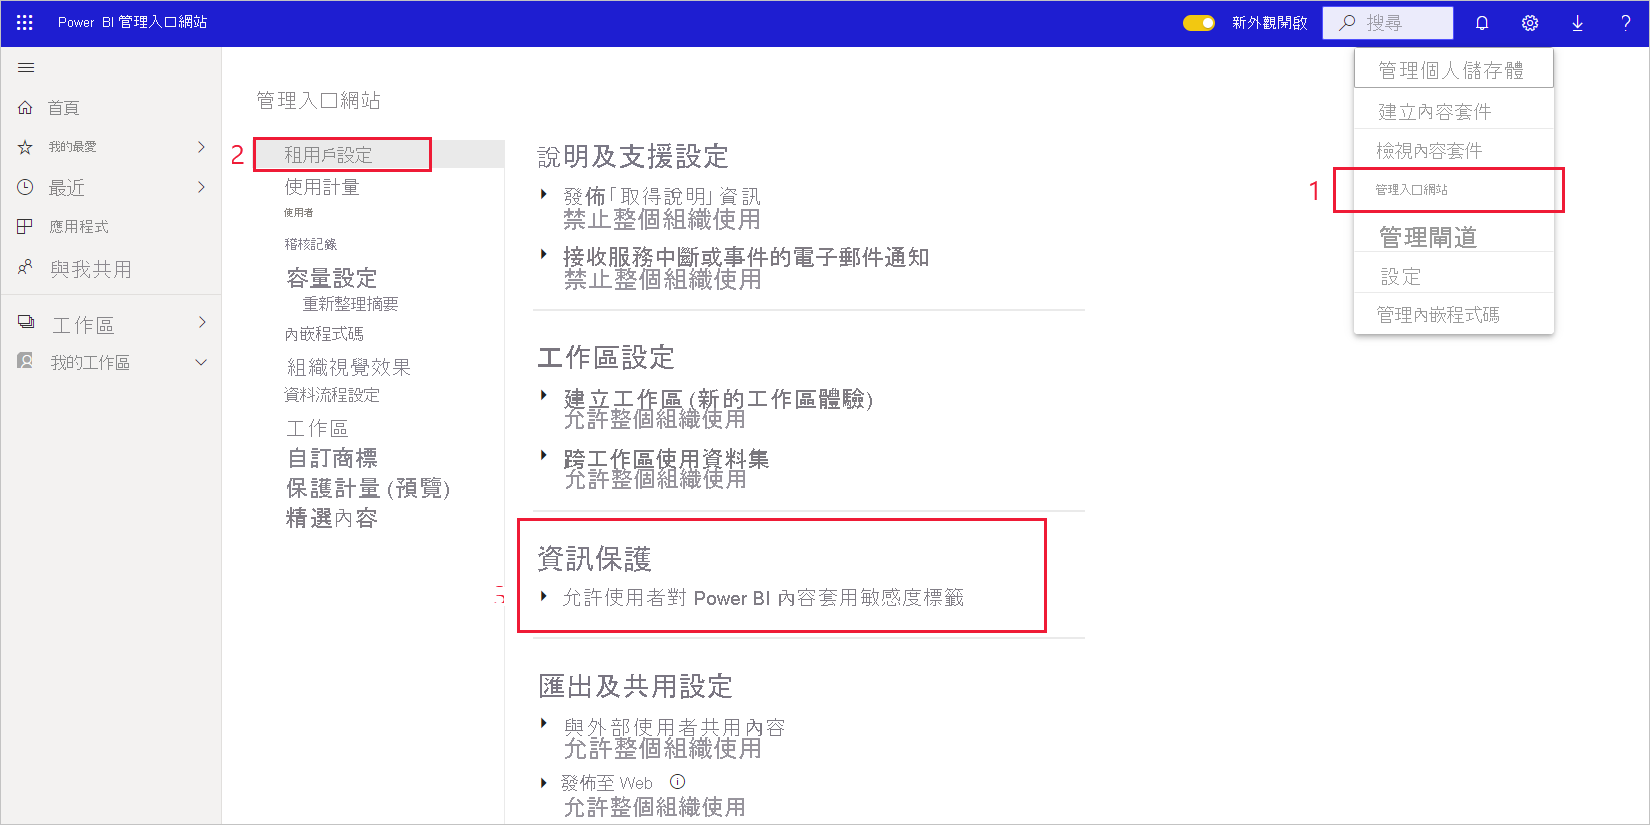 Power BI 管理入口網站
新外觀開啟
搜尋
?
首頁
我的最愛
最近
應用程式
與我共用
工作區
我的工作區
管理入口網站
2
租用戶設定
使用計量
使用者
稽核記錄
容量設定
重新整理摘要
內嵌程式碼
組織視覺效果
資料流程設定
工作區
自訂商標
保護計量 (預覽)
精選內容
說明及支援設定
發佈「取得說明」資訊
禁止整個組織使用
接收服務中斷或事件的電子郵件通知
禁止整個組織使用
工作區設定
建立工作區 (新的工作區體驗)
允許整個組織使用
跨工作區使用資料集
允許整個組織使用
資訊保護
允許使用者對 Power BI 內容套用敏感度標籤
匯出及共用設定
與外部使用者共用內容
允許整個組織使用
發佈至 Web
允許整個組織使用
管理個人儲存體
建立內容套件
檢視內容套件
1
管理入口網站
管理閘道
設定
管理內嵌程式碼